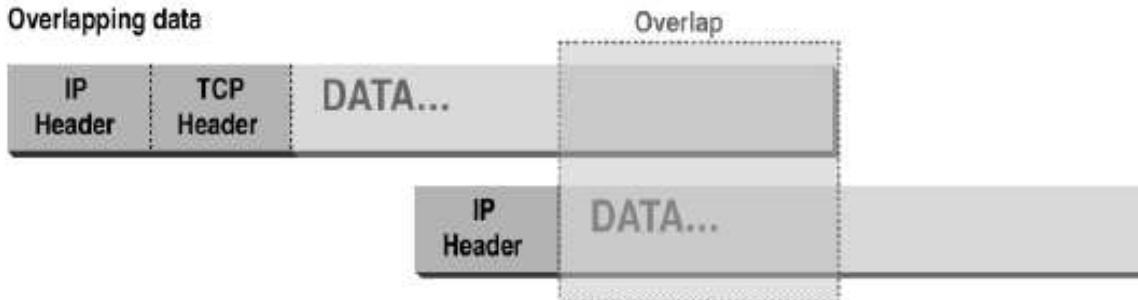 Overlapping data
Overlap
IP Header
TCP Header
DATA...
IP Header
DATA...